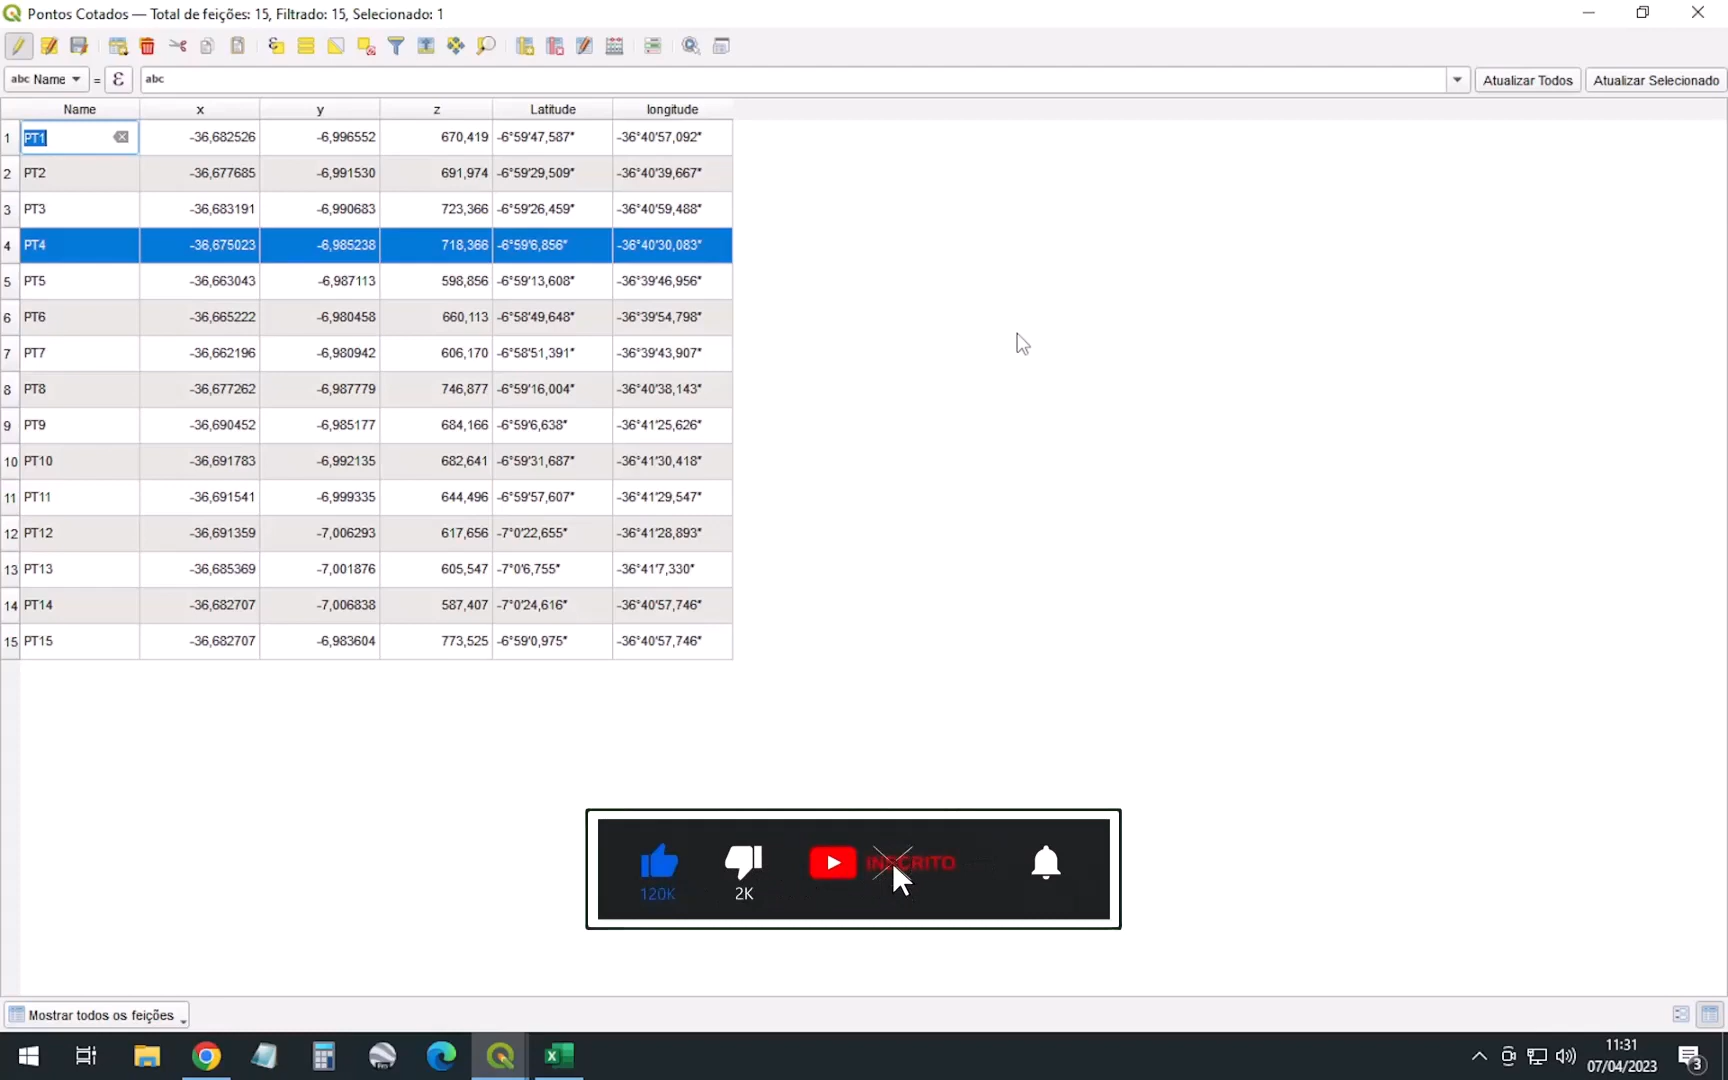 Pontos Cotados — Total de feições: 15, Filtrado: 15, Selecionado: 1
abc Name = ε abc Atualizar Todos Atualizar Selecionado
Name x y z Latitude longitude
1 PT1 -36,682526 -6,996552 670,419 -6°59'47,587" -36°40'57,092"
2 PT2 -36,677685 -6,991530 691,974 -6°59'29,509" -36°40'39,667"
3 PT3 -36,683191 -6,990683 723,366 -6°59'26,459" -36°40'59,488"
4 PT4 -36,675023 -6,985238 718,366 -6°59'6,856" -36°40'30,083"
5 PT5 -36,663043 -6,987113 598,856 -6°59'13,608" -36°39'46,956"
6 PT6 -36,665222 -6,980458 660,113 -6°58'49,648" -36°39'54,798"
7 PT7 -36,662196 -6,980942 606,170 -6°58'51,391" -36°39'43,907"
8 PT8 -36,677262 -6,987779 746,877 -6°59'16,004" -36°40'38,143"
9 PT9 -36,690452 -6,985177 684,166 -6°59'6,638" -36°41'25,626"
10 PT10 -36,691783 -6,992135 682,641 -6°59'31,687" -36°41'30,418"
11 PT11 -36,691541 -6,999335 644,496 -6°59'57,607" -36°41'29,547"
12 PT12 -36,691359 -7,006293 617,656 -7°0'22,655" -36°41'28,893"
13 PT13 -36,685369 -7,001876 605,547 -7°0'6,755" -36°41'7,330"
14 PT14 -36,682707 -7,006838 587,407 -7°0'24,616" -36°40'57,746"
15 PT15 -36,682707 -6,983604 773,525 -6°59'0,975" -36°40'57,746"
INSCRITO
120K 2K
Mostrar todos os feições
11:31
07/04/2023
3